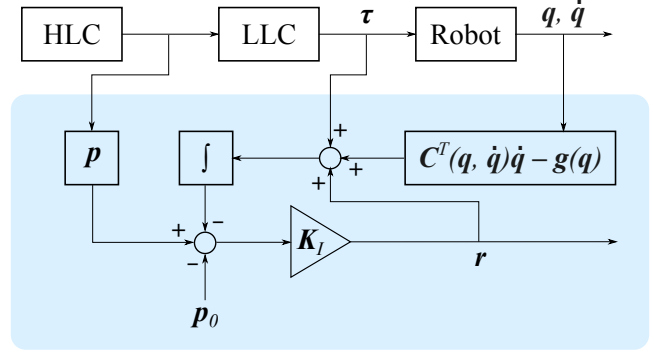 HLC LLC τ Robot q, q̇
+
p ∫ + + C^T(q, q̇)q̇ – g(q)
+ –
– K_I
r
p_0